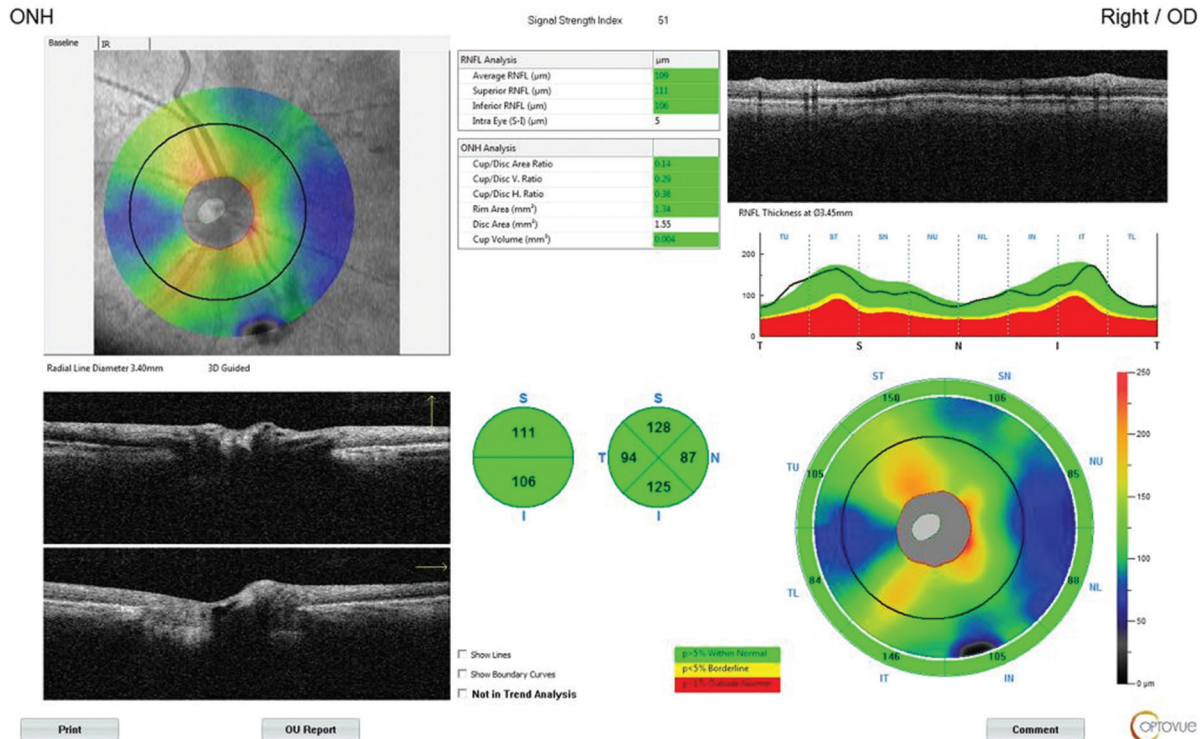 ONH
Signal Strength Index 51
Right / OD
Baseline IR
RNFL Analysis µm
Average RNFL (µm) 109
Superior RNFL (µm) 111
Inferior RNFL (µm) 106
Intra Eye (S-I) (µm) 5
ONH Analysis
Cup/Disc Area Ratio 0.14
Cup/Disc V. Ratio 0.29
Cup/Disc H. Ratio 0.38
Rim Area (mm²) 1.34
Disc Area (mm²) 1.55
Cup Volume (mm³) 0.004
RNFL Thickness at Ø3.45mm
TU ST SN NU NL IN IT TL
200
100
0
T S N I T
Radial Line Diameter 3.40mm 3D Guided
S
111
106
I
S
128
T 94 87 N
125
I
ST SN
150 106
TU NU
105 85
84 88
TL NL
146 105
IT IN
250
200
150
100
50
0 µm
Show Lines
Show Boundary Curves
Not in Trend Analysis
p>5% Within Normal
p<5% Borderline
p<1% Outside Normal
Print
OU Report
Comment
OPTOVUE